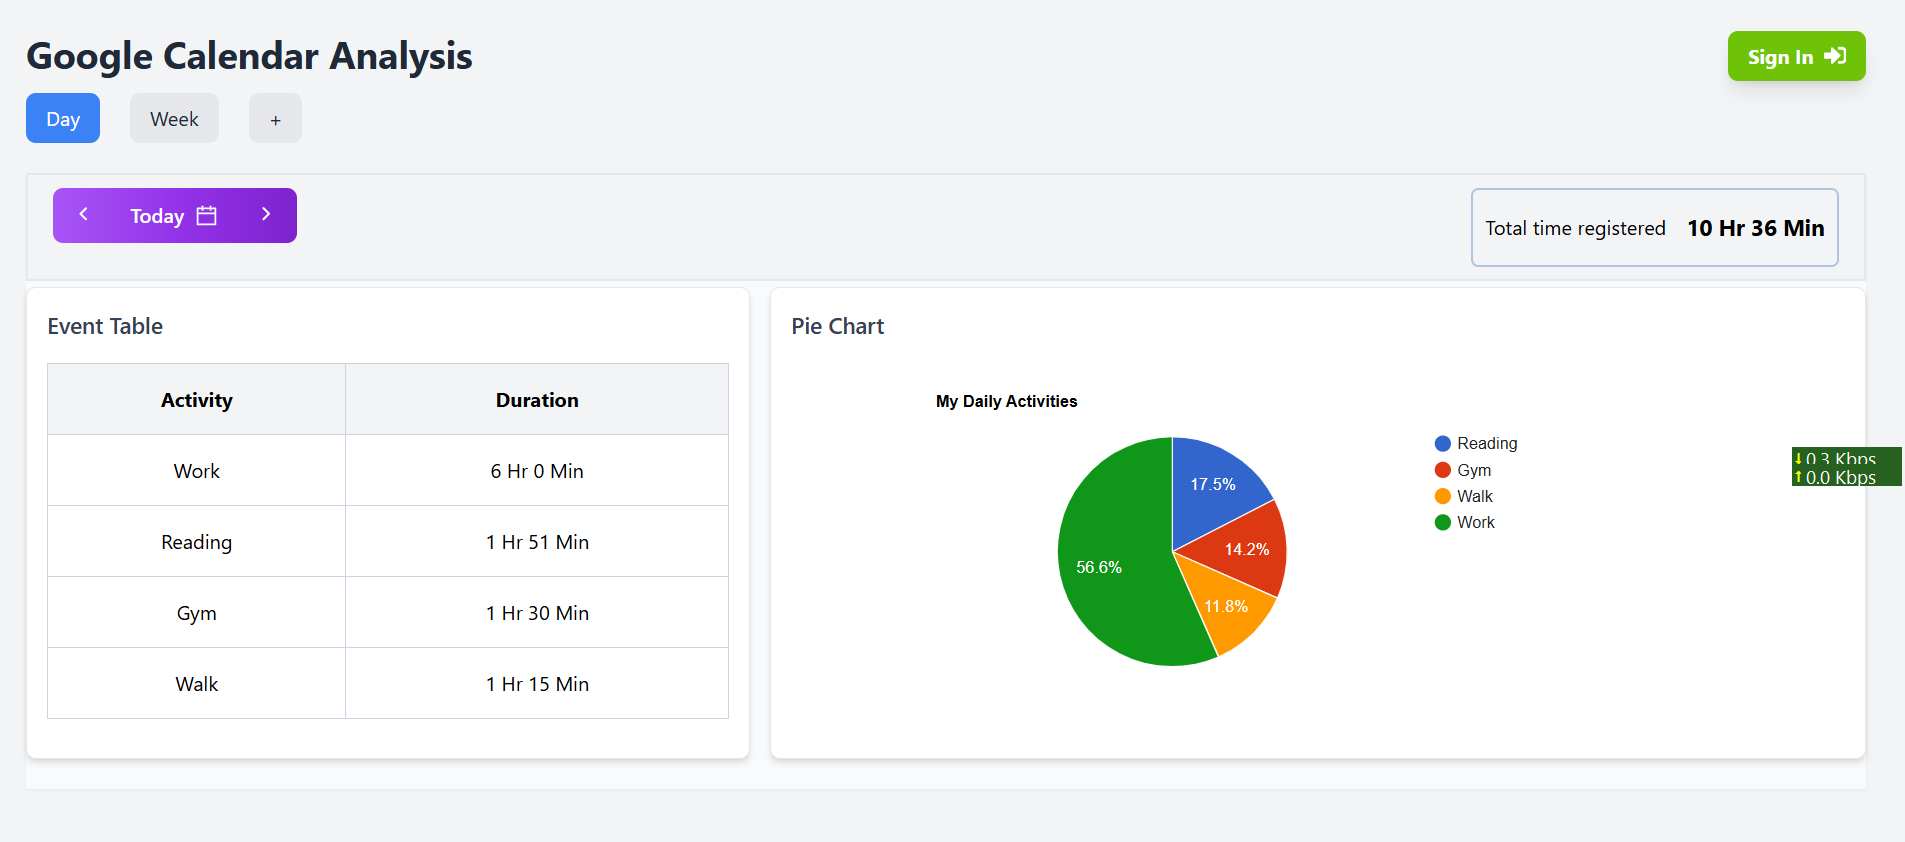 Google Calendar Analysis
Sign In
Day
Week
+
Today
Total time registered 10 Hr 36 Min
Event Table
Activity Duration
Work 6 Hr 0 Min
Reading 1 Hr 51 Min
Gym 1 Hr 30 Min
Walk 1 Hr 15 Min
Pie Chart
My Daily Activities
17.5%
14.2%
11.8%
56.6%
Reading
Gym
Walk
Work
0.3 Kbps
0.0 Kbps